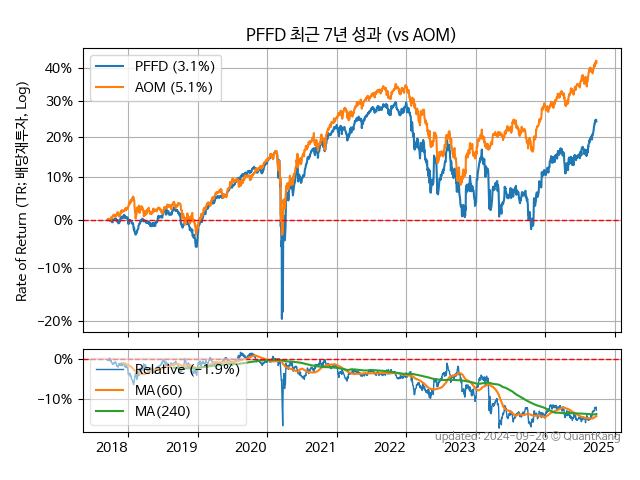 PFFD 최근 7년 성과 (vs AOM)
Rate of Return (TR: 배당재투자, Log)
40%
30%
20%
10%
0%
−10%
−20%
PFFD (3.1%)
AOM (5.1%)
0%
−10%
Relative (−1.9%)
MA(60)
MA(240)
updated: 2024-09-26 © QuantKang
2018 2019 2020 2021 2022 2023 2024 2025